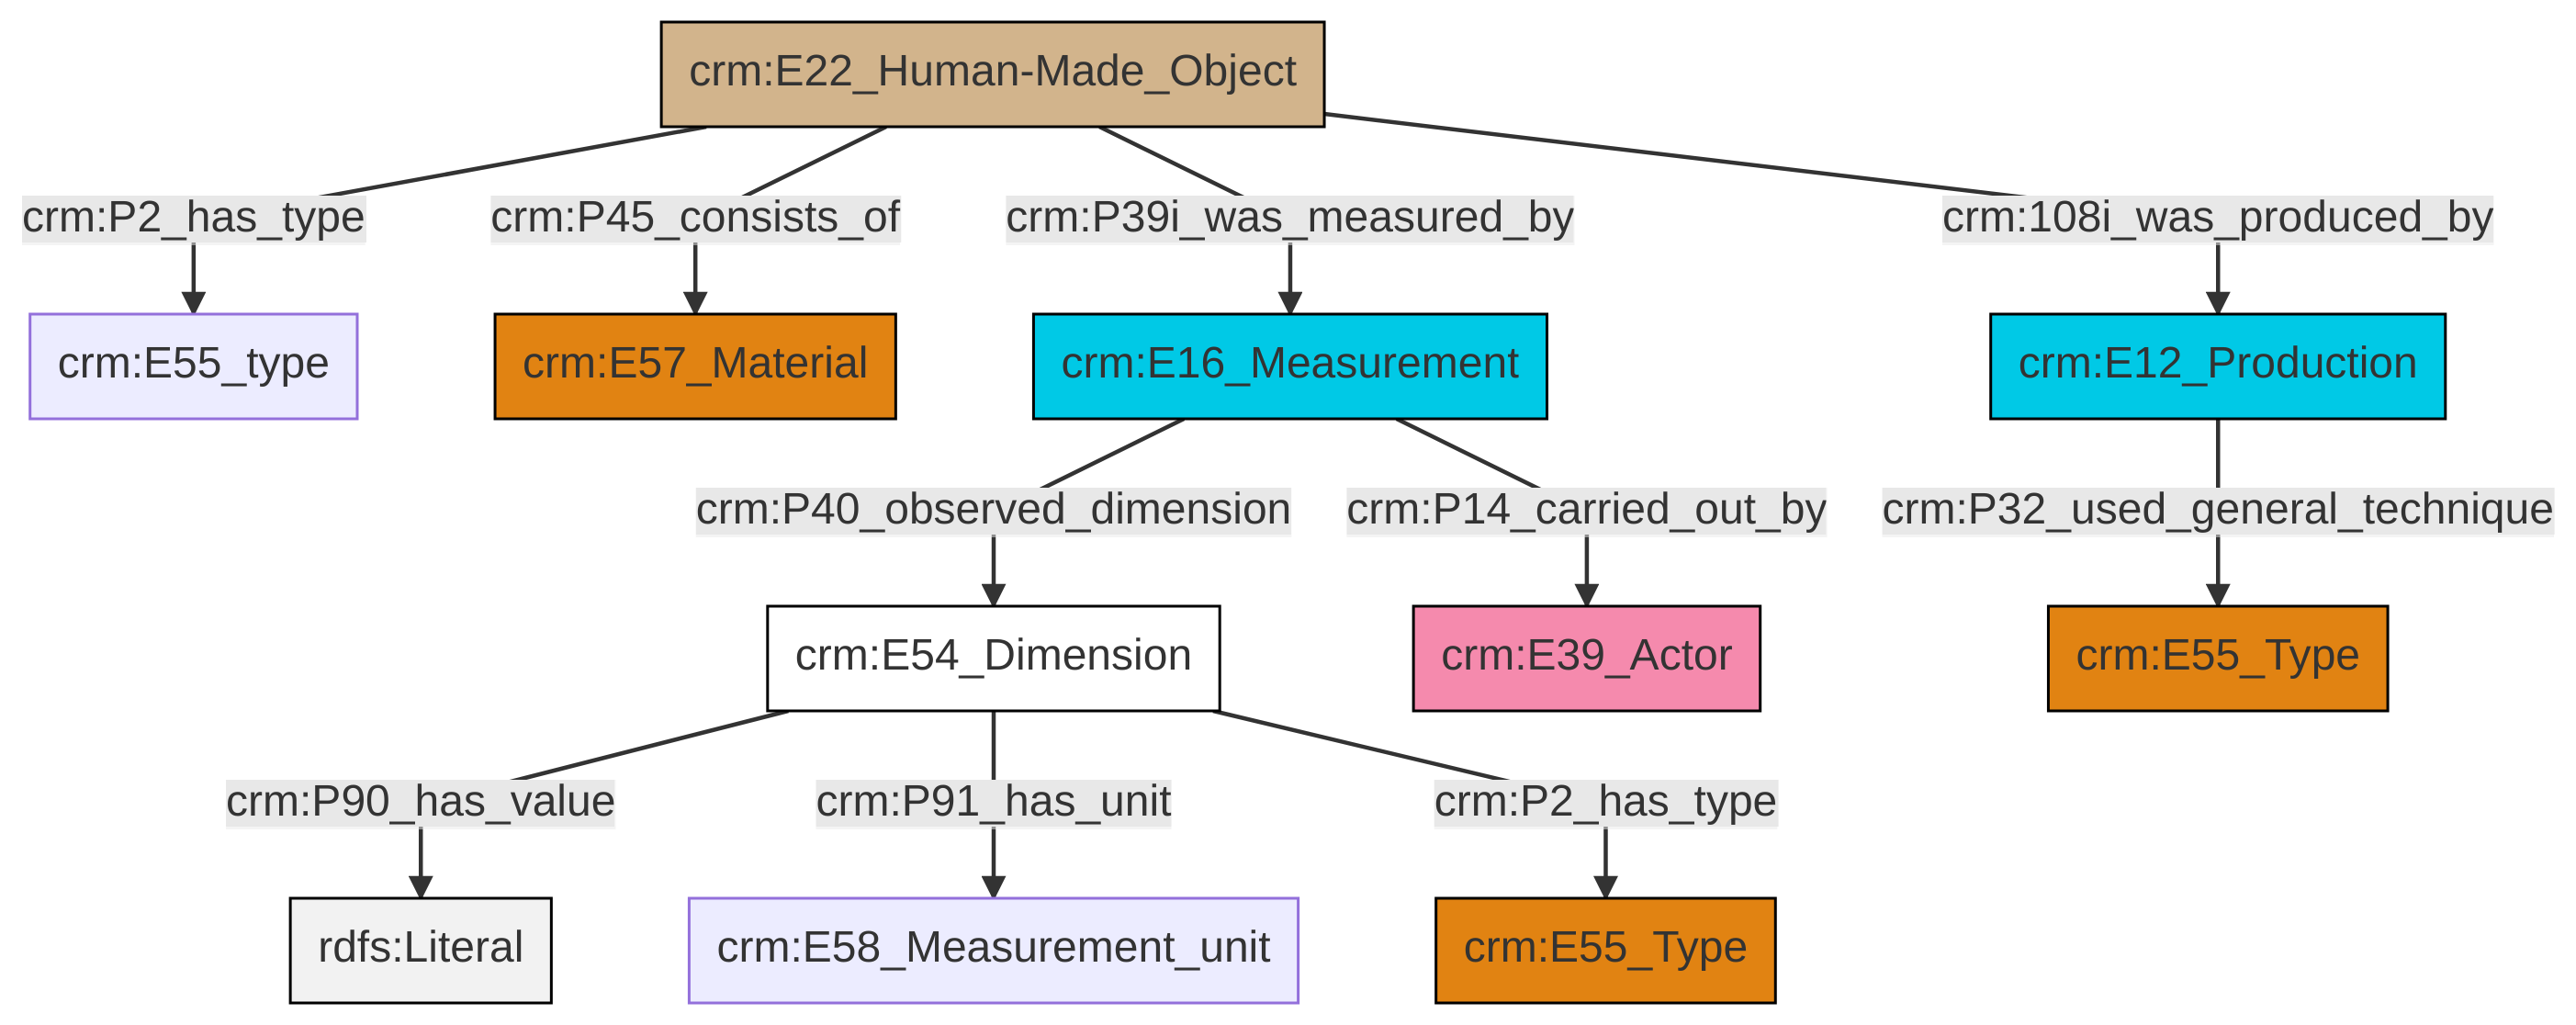 crm:E22_Human-Made_Object
crm:P2_has_type
crm:P45_consists_of
crm:P39i_was_measured_by
crm:108i_was_produced_by
crm:E55_type
crm:E57_Material
crm:E16_Measurement
crm:E12_Production
crm:P40_observed_dimension
crm:P14_carried_out_by
crm:P32_used_general_technique
crm:E54_Dimension
crm:E39_Actor
crm:E55_Type
crm:P90_has_value
crm:P91_has_unit
crm:P2_has_type
rdfs:Literal
crm:E58_Measurement_unit
crm:E55_Type